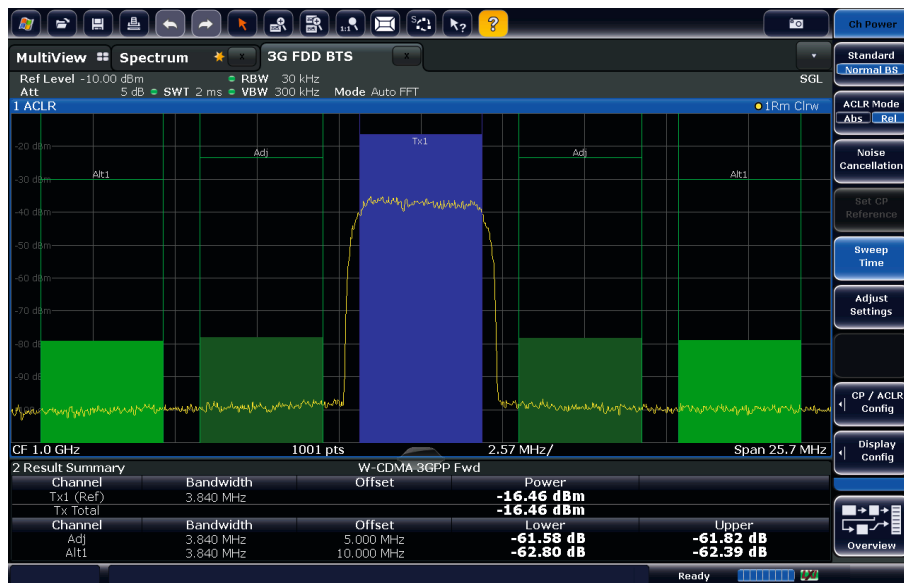 Ch Power
MultiView Spectrum x 3G FDD BTS x
Ref Level -10.00 dBm RBW 30 kHz SGL
Att 5 dB SWT 2 ms VBW 300 kHz Mode Auto FFT
1 ACLR 1Rm Clrw
Tx1
-20 dBm
Adj Adj
Alt1 Alt1
-30 dBm
-40 dBm
-50 dBm
-60 dBm
-70 dBm
-80 dBm
-90 dBm
CF 1.0 GHz 1001 pts 2.57 MHz/ Span 25.7 MHz
2 Result Summary W-CDMA 3GPP Fwd
Channel Bandwidth Offset Power
Tx1 (Ref) 3.840 MHz -16.46 dBm
Tx Total -16.46 dBm
Channel Bandwidth Offset Lower Upper
Adj 3.840 MHz 5.000 MHz -61.58 dB -61.82 dB
Alt1 3.840 MHz 10.000 MHz -62.80 dB -62.39 dB
Ready
Standard
Normal BS
ACLR Mode
Abs Rel
Noise
Cancellation
Set CP
Reference
Sweep
Time
Adjust
Settings
CP / ACLR
Config
Display
Config
Overview